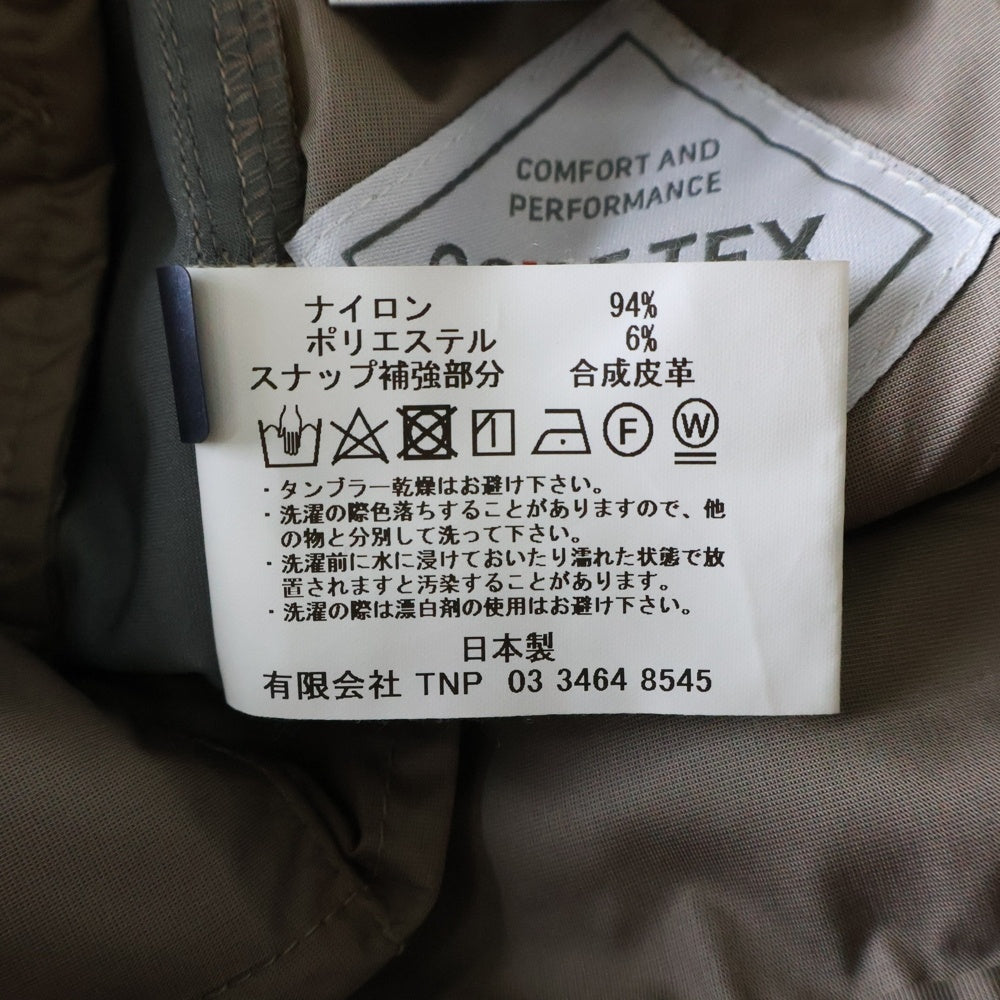 COMFORT AND
PERFORMANCE
GORE-TEX
ナイロン 94%
ポリエステル 6%
スナップ補強部分 合成皮革
F W
・タンブラー乾燥はお避け下さい。
・洗濯の際色落ちすることがありますので、他
の物と分別して洗って下さい。
・洗濯前に水に浸けておいたり濡れた状態で放
置されますと汚染することがあります。
・洗濯の際は漂白剤の使用はお避け下さい。
日本製
有限会社 TNP 03 3464 8545